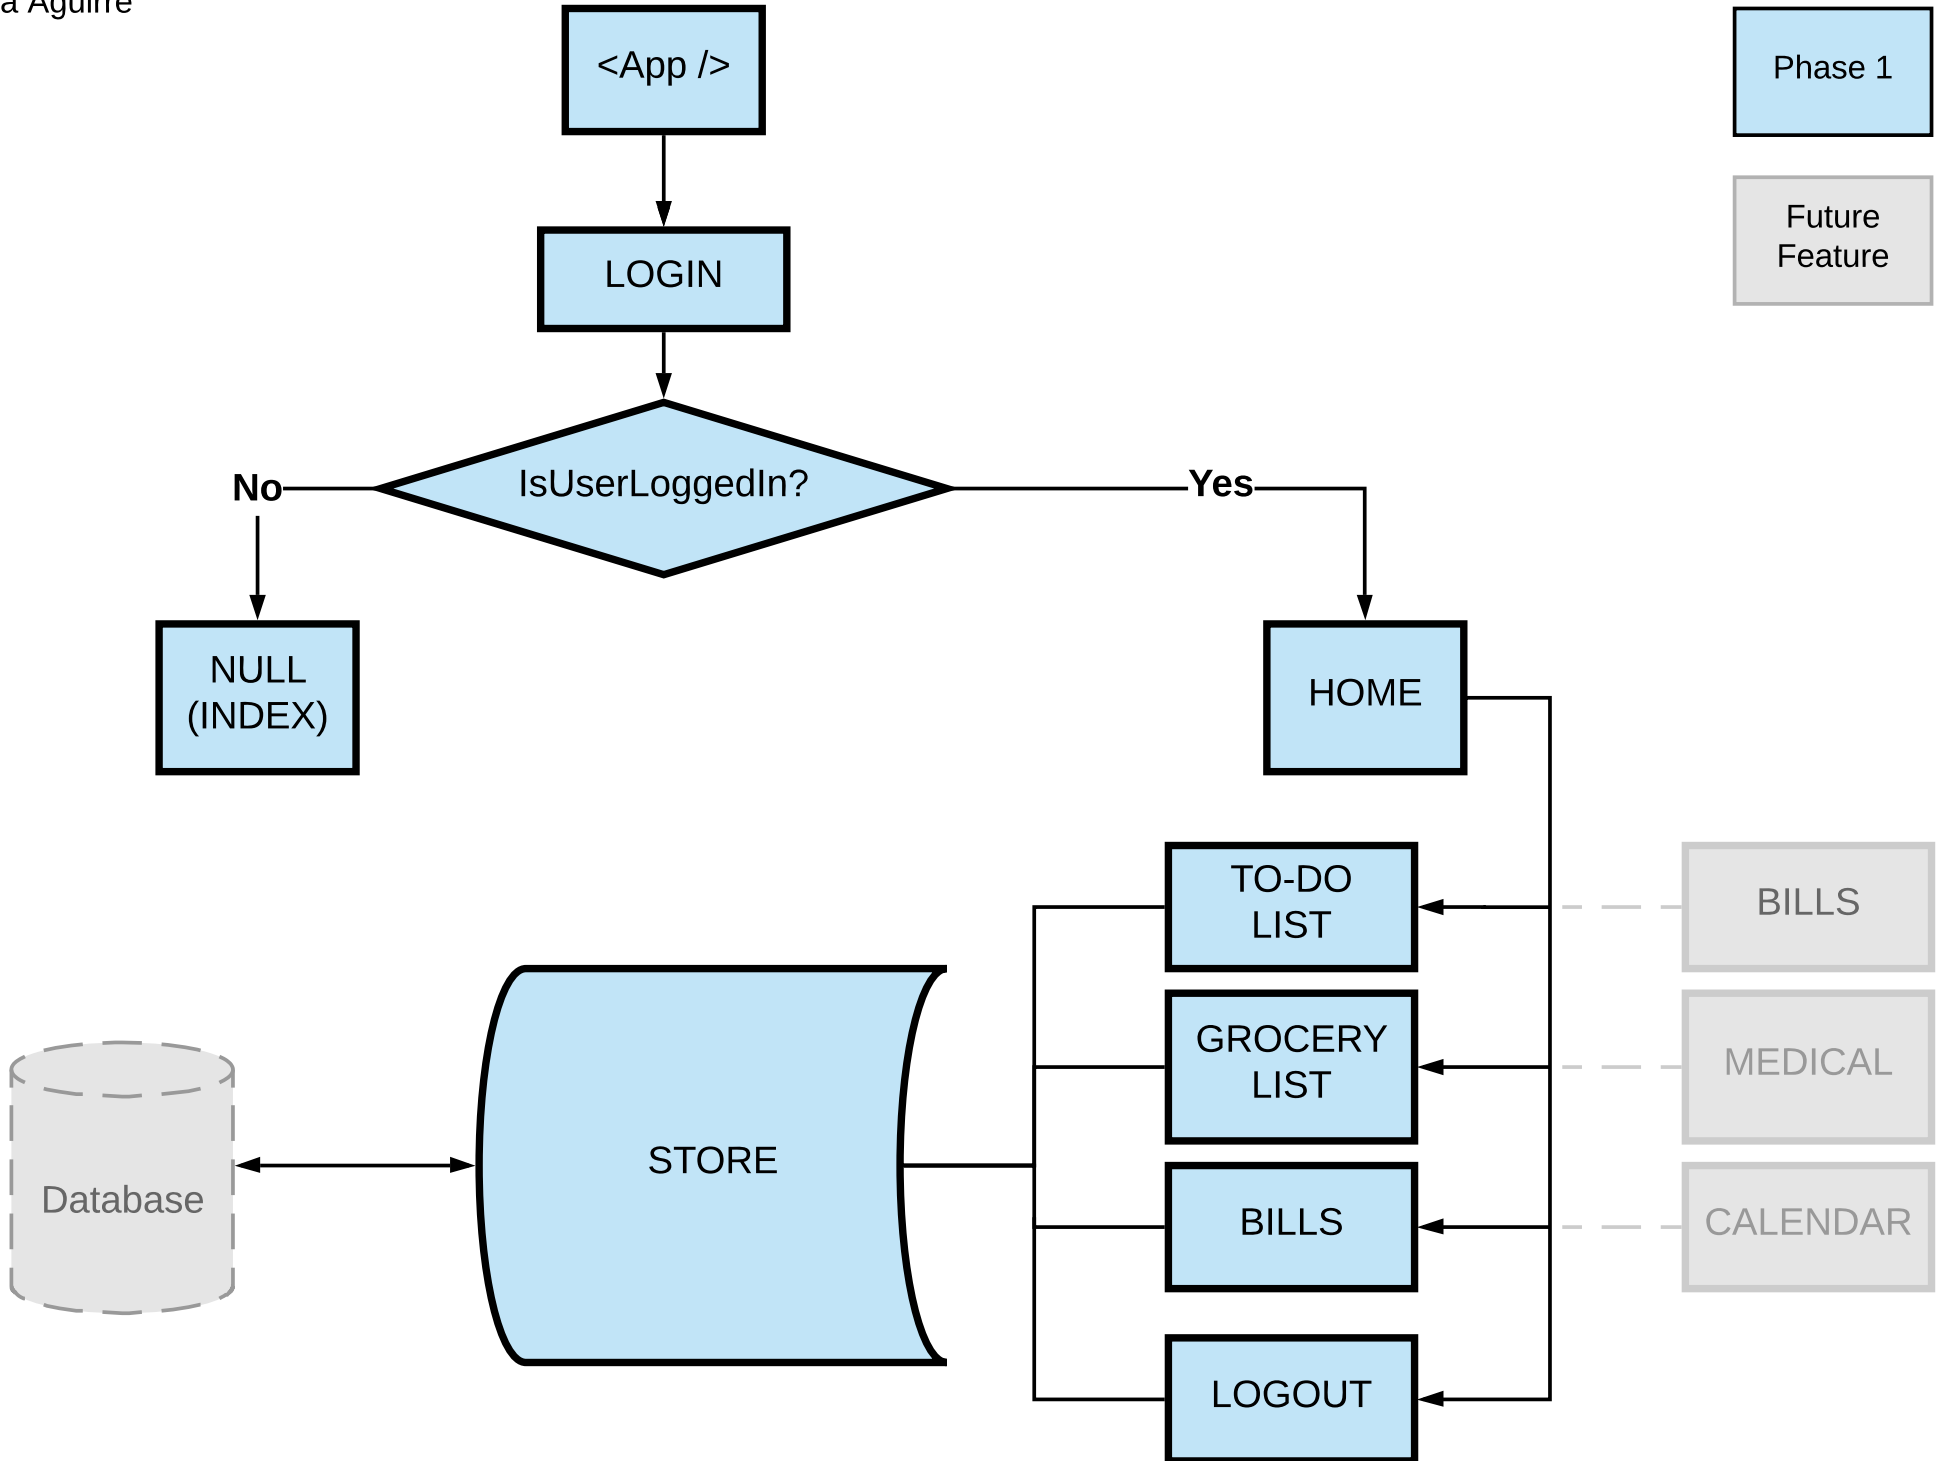 a Aguirre
<App />
Phase 1
Future
Feature
LOGIN
IsUserLoggedIn?
No
Yes
NULL
(INDEX)
HOME
TO-DO
LIST
BILLS
GROCERY
LIST
MEDICAL
STORE
Database
BILLS
CALENDAR
LOGOUT